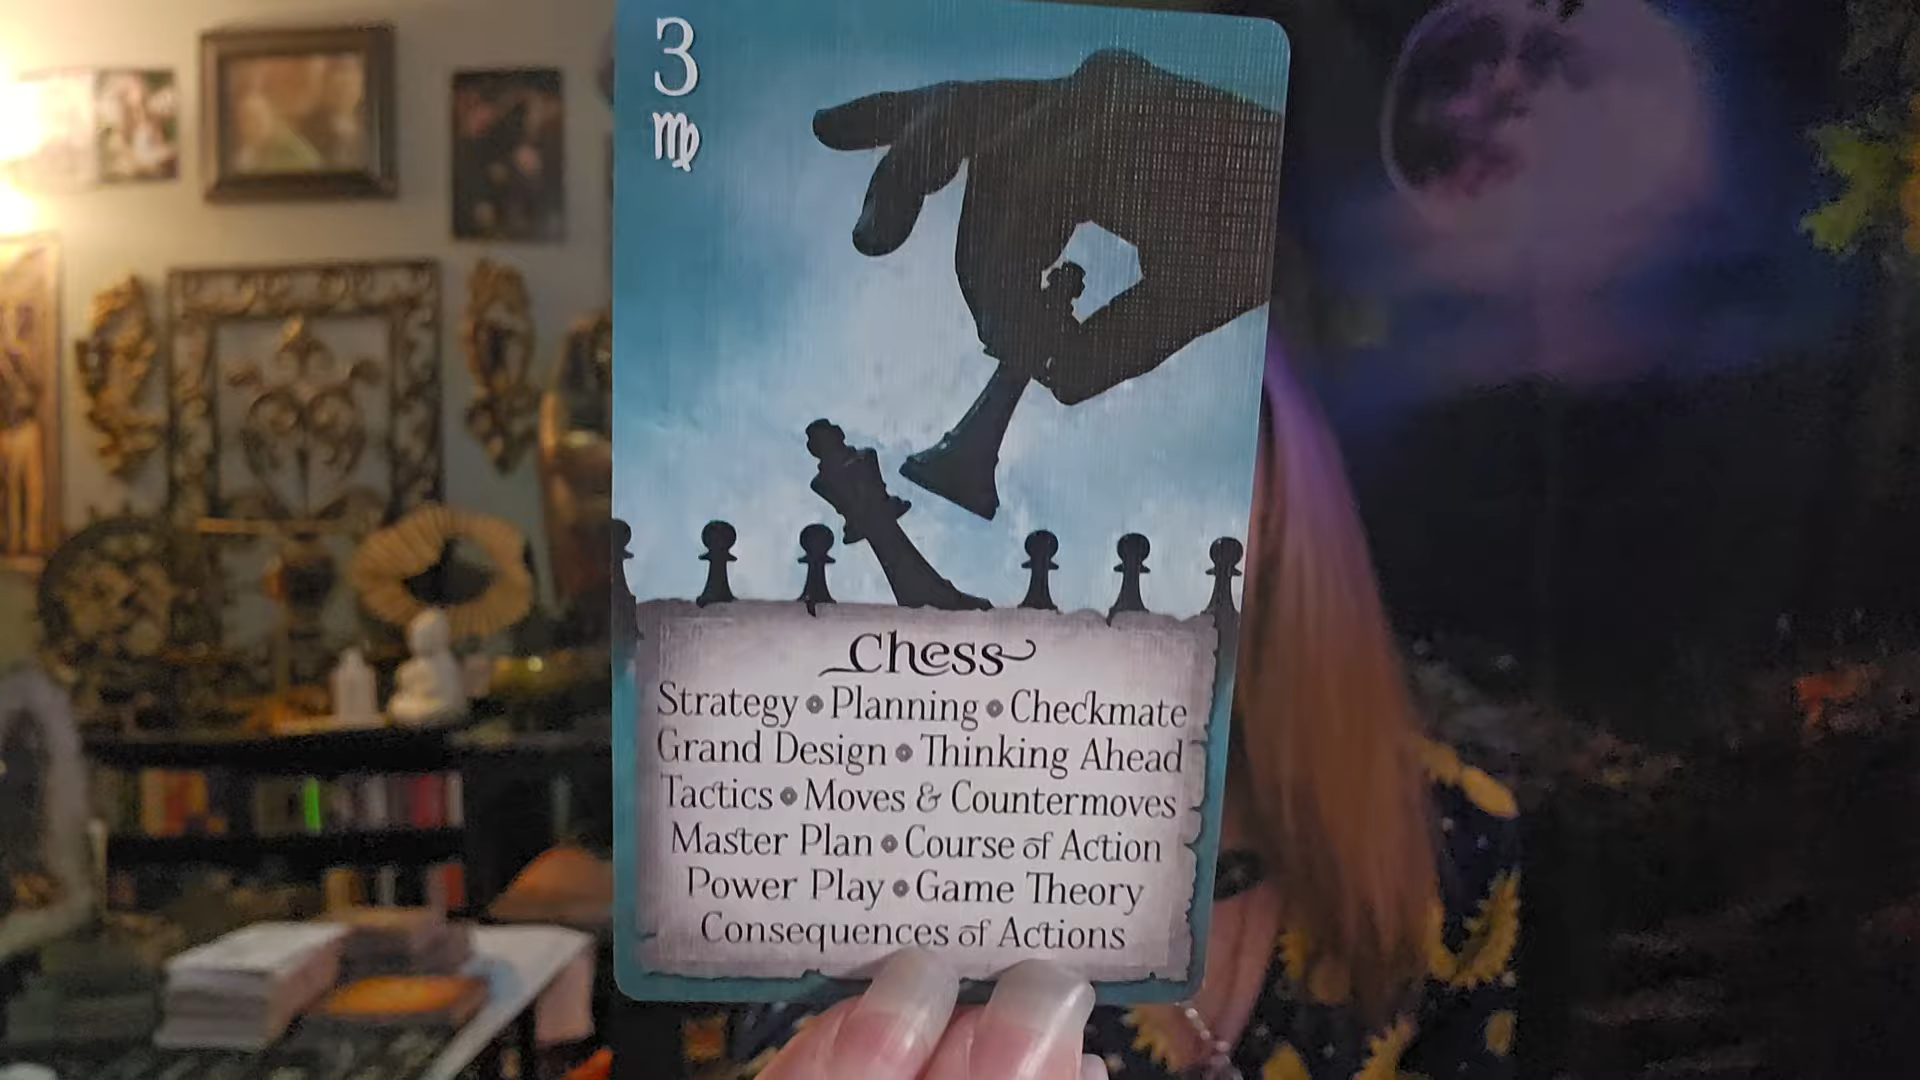 3
♍
Chess
Strategy • Planning • Checkmate
Grand Design • Thinking Ahead
Tactics • Moves & Countermoves
Master Plan • Course of Action
Power Play • Game Theory
Consequences of Actions